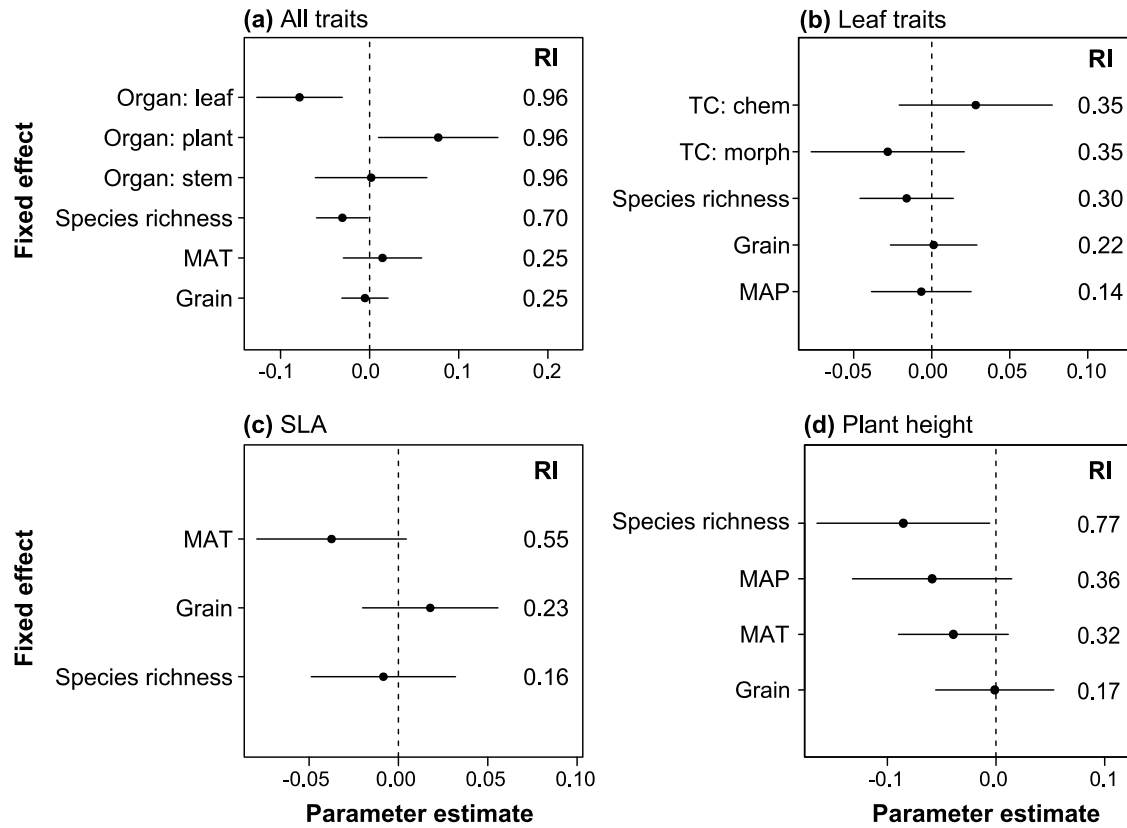 (a) All traits
RI
Organ: leaf 0.96
Organ: plant 0.96
Organ: stem 0.96
Species richness 0.70
MAT 0.25
Grain 0.25
Fixed effect
-0.1 0.0 0.1 0.2
(b) Leaf traits
RI
TC: chem 0.35
TC: morph 0.35
Species richness 0.30
Grain 0.22
MAP 0.14
-0.05 0.00 0.05 0.10
(c) SLA
RI
MAT 0.55
Grain 0.23
Species richness 0.16
Fixed effect
-0.05 0.00 0.05 0.10
Parameter estimate
(d) Plant height
RI
Species richness 0.77
MAP 0.36
MAT 0.32
Grain 0.17
-0.1 0.0 0.1
Parameter estimate